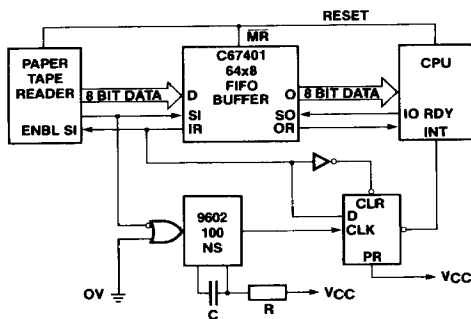 RESET
MR
PAPER
TAPE
READER
8 BIT DATA
ENBL SI
C67401
64x8
FIFO
BUFFER
D
SI
IR
O
SO
OR
8 BIT DATA
CPU
IO RDY
INT
9602
100
NS
CLR
D
CLK
PR
VCC
OV
C
R
VCC